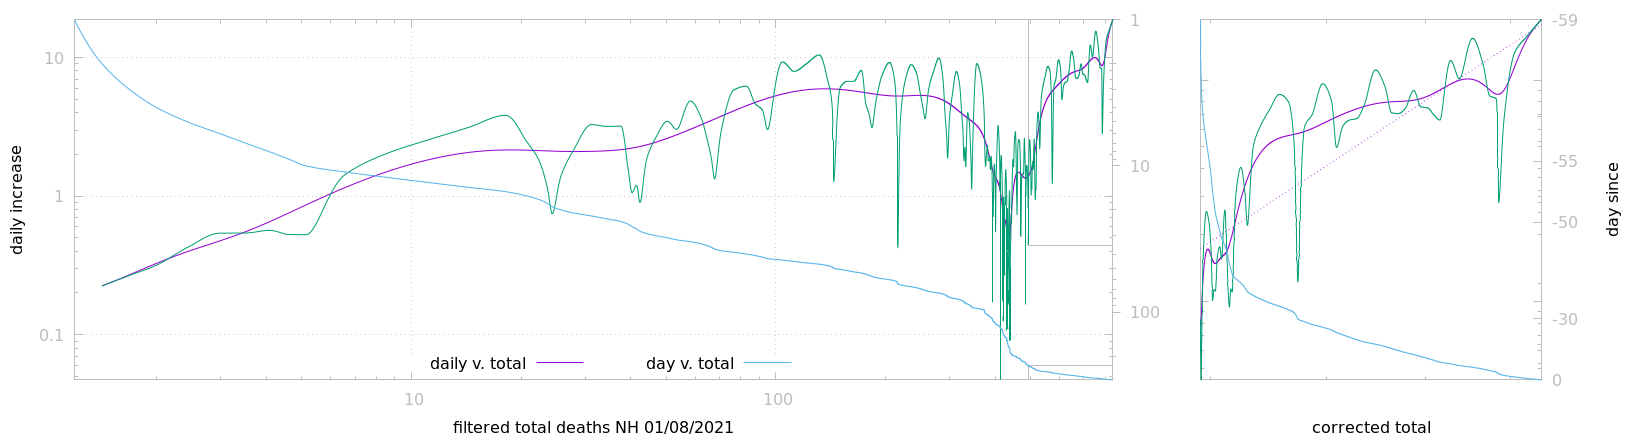 daily increase
10
1
0.1
daily v. total
day v. total
10
100
1
10
100
filtered total deaths NH 01/08/2021
-59
-55
-50
-30
0
day since
corrected total